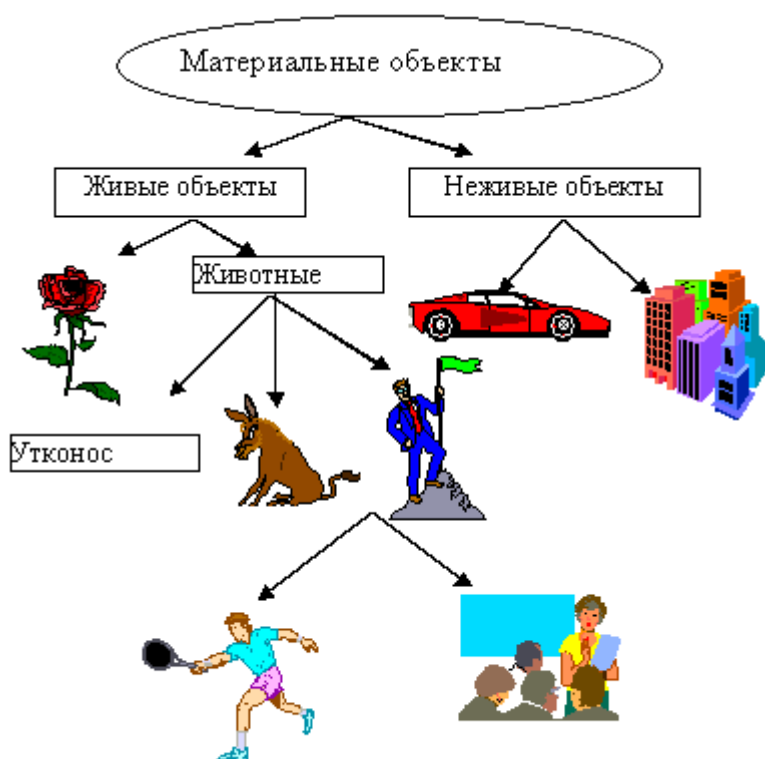 Материальные объекты
Живые объекты
Неживые объекты
Животные
Утконос